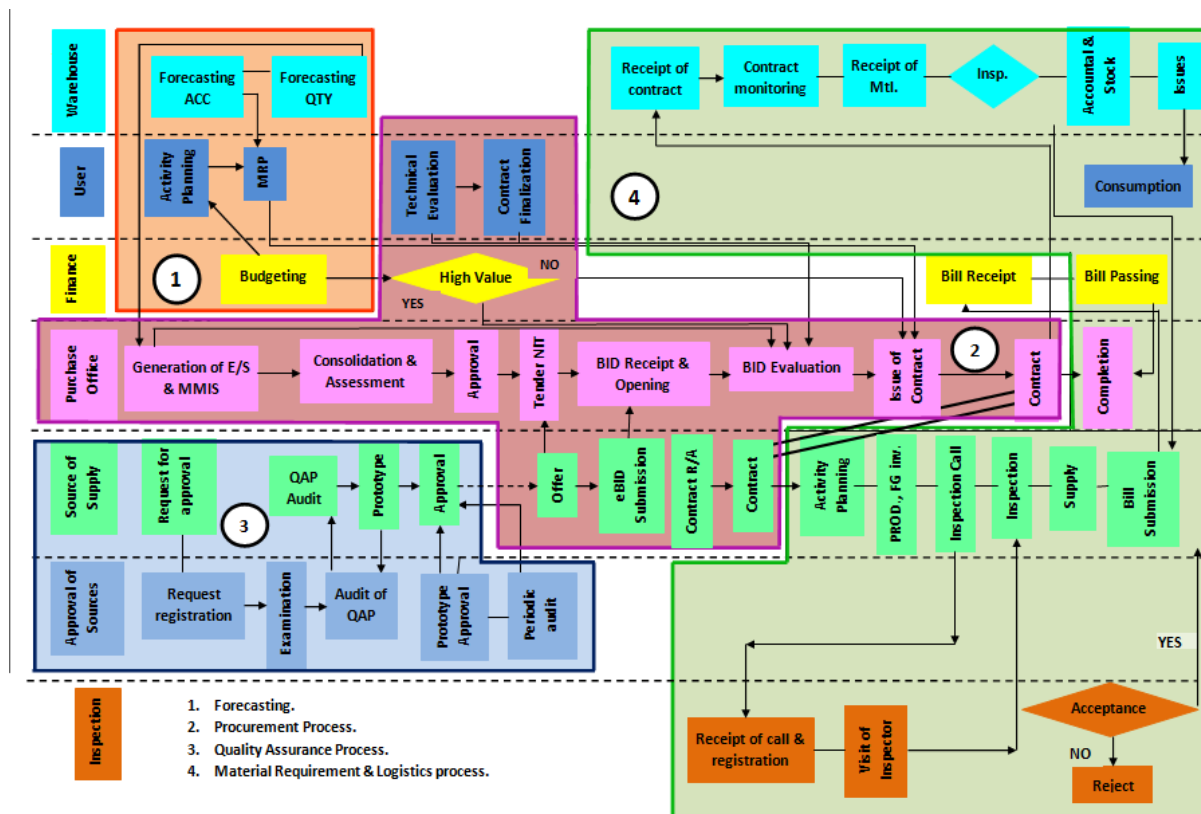 Warehouse
Forecasting
ACC
Forecasting
QTY
Receipt of
contract
Contract
monitoring
Receipt of
Mtl.
Insp.
Accountal &
Stock
Issues
User
Activity
Planning
MRP
Technical
Evaluation
Contract
Finalization
4
Consumption
Finance
1
Budgeting
High Value
NO
YES
Bill Receipt
Bill Passing
Purchase
Office
Generation of E/S
& MMIS
Consolidation &
Assessment
Approval
Tender NIT
BID Receipt &
Opening
BID Evaluation
Issue of
Contract
2
Contract
Completion
Source of
Supply
Request for
approval
3
QAP
Audit
Prototype
Approval
Offer
eBID
Submission
Contract R/A
Contract
Activity
Planning
PROD., FG inv.
Inspection Call
Inspection
Supply
Bill
Submission
Approval of
Sources
Request
registration
Examination
Audit of
QAP
Prototype
Approval
Periodic
audit
YES
Inspection
1. Forecasting.
2. Procurement Process.
3. Quality Assurance Process.
4. Material Requirement & Logistics process.
Receipt of call &
registration
Visit of
Inspector
Acceptance
NO
Reject